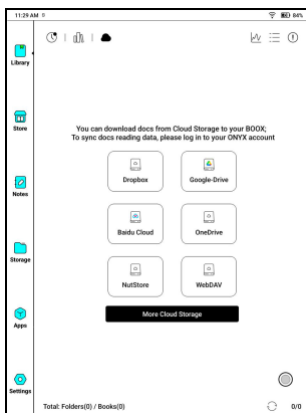 11:29 AM
84%
Library
Store
You can download docs from Cloud Storage to your BOOX;
To sync docs reading data, please log in to your ONYX account
Dropbox
Google-Drive
Notes
Baidu Cloud
OneDrive
Storage
NutStore
WebDAV
More Cloud Storage
Apps
Settings
Total: Folders(0) / Books(0)
0/0